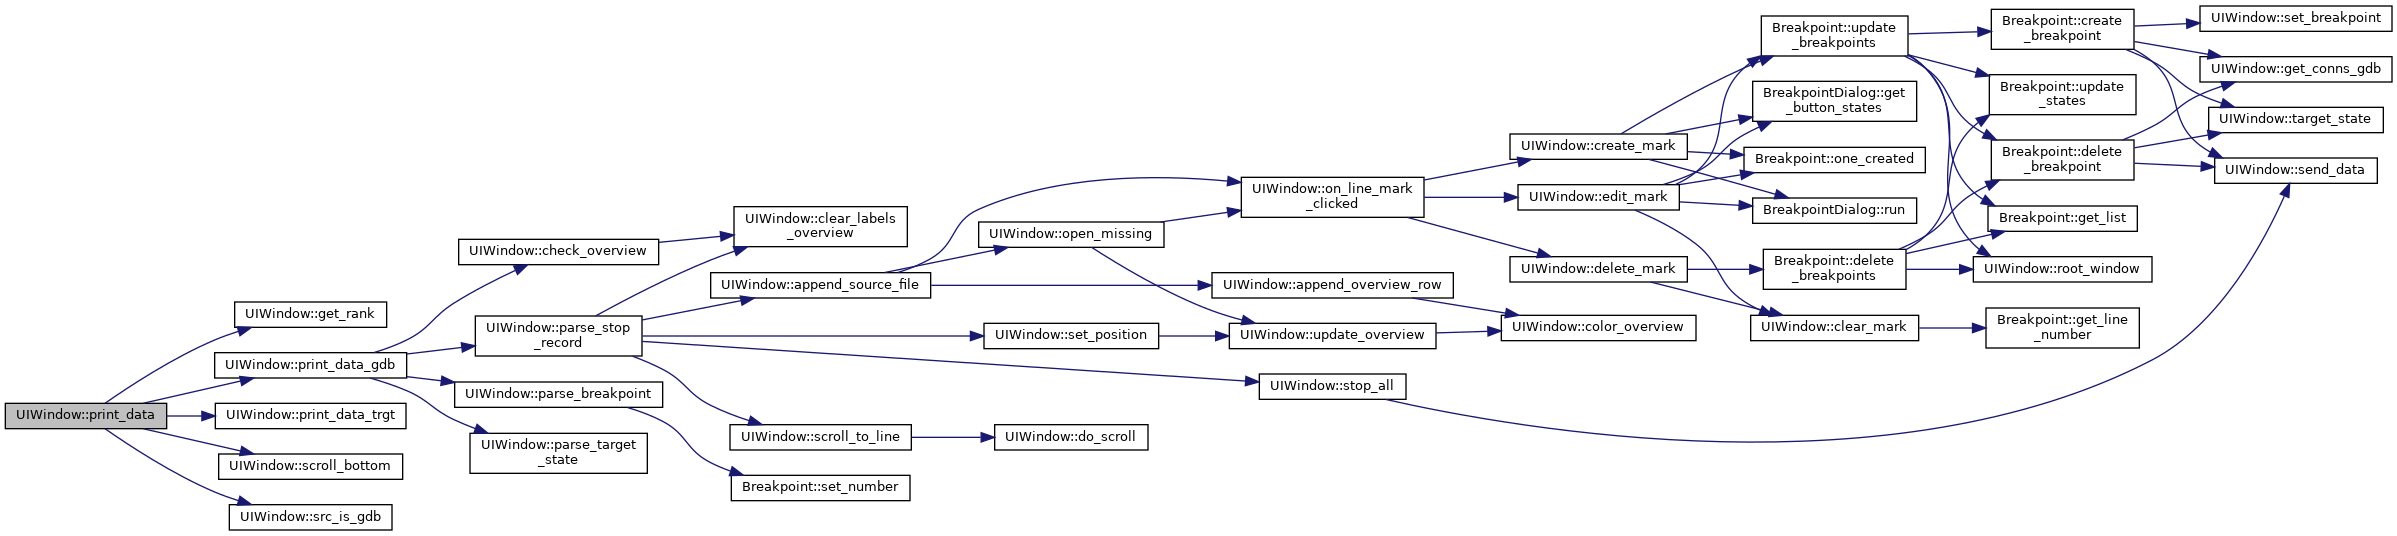 UIWindow::print_data
UIWindow::get_rank
UIWindow::print_data_gdb
UIWindow::print_data_trgt
UIWindow::scroll_bottom
UIWindow::src_is_gdb
UIWindow::check_overview
UIWindow::parse_stop
_record
UIWindow::parse_breakpoint
UIWindow::parse_target
_state
UIWindow::clear_labels
_overview
UIWindow::append_source_file
UIWindow::scroll_to_line
Breakpoint::set_number
UIWindow::open_missing
UIWindow::set_position
UIWindow::do_scroll
UIWindow::on_line_mark
_clicked
UIWindow::append_overview_row
UIWindow::update_overview
UIWindow::stop_all
UIWindow::create_mark
UIWindow::edit_mark
UIWindow::delete_mark
UIWindow::color_overview
Breakpoint::update
_breakpoints
BreakpointDialog::get
_button_states
Breakpoint::one_created
BreakpointDialog::run
Breakpoint::delete
_breakpoints
UIWindow::clear_mark
Breakpoint::create
_breakpoint
Breakpoint::update
_states
Breakpoint::delete
_breakpoint
Breakpoint::get_list
UIWindow::root_window
Breakpoint::get_line
_number
UIWindow::set_breakpoint
UIWindow::get_conns_gdb
UIWindow::target_state
UIWindow::send_data